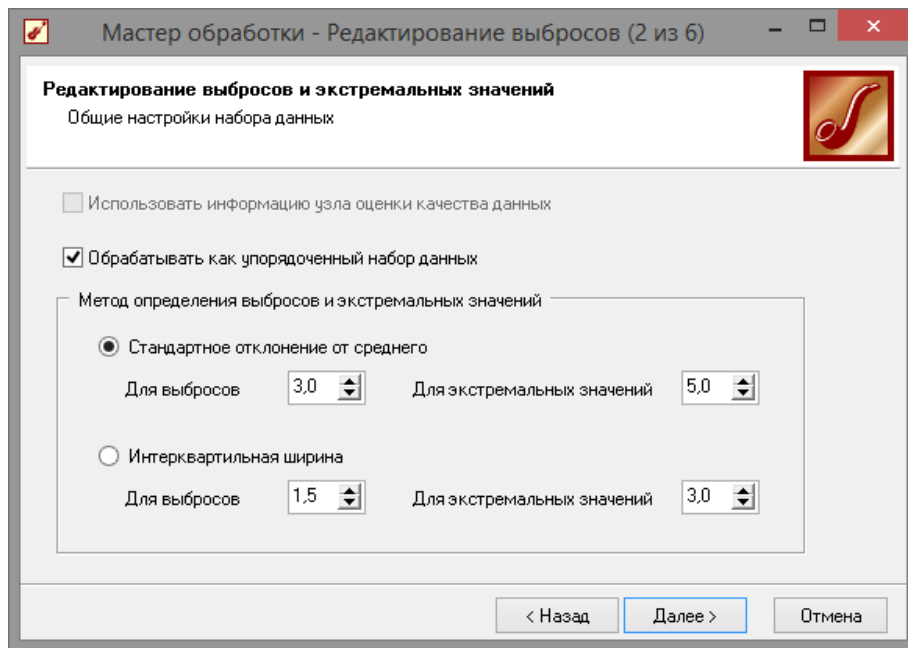 Мастер обработки - Редактирование выбросов (2 из 6)
Редактирование выбросов и экстремальных значений
Общие настройки набора данных
Использовать информацию узла оценки качества данных
Обрабатывать как упорядоченный набор данных
Метод определения выбросов и экстремальных значений
Стандартное отклонение от среднего
Для выбросов 3,0 Для экстремальных значений 5,0
Интерквартильная ширина
Для выбросов 1,5 Для экстремальных значений 3,0
< Назад Далее > Отмена